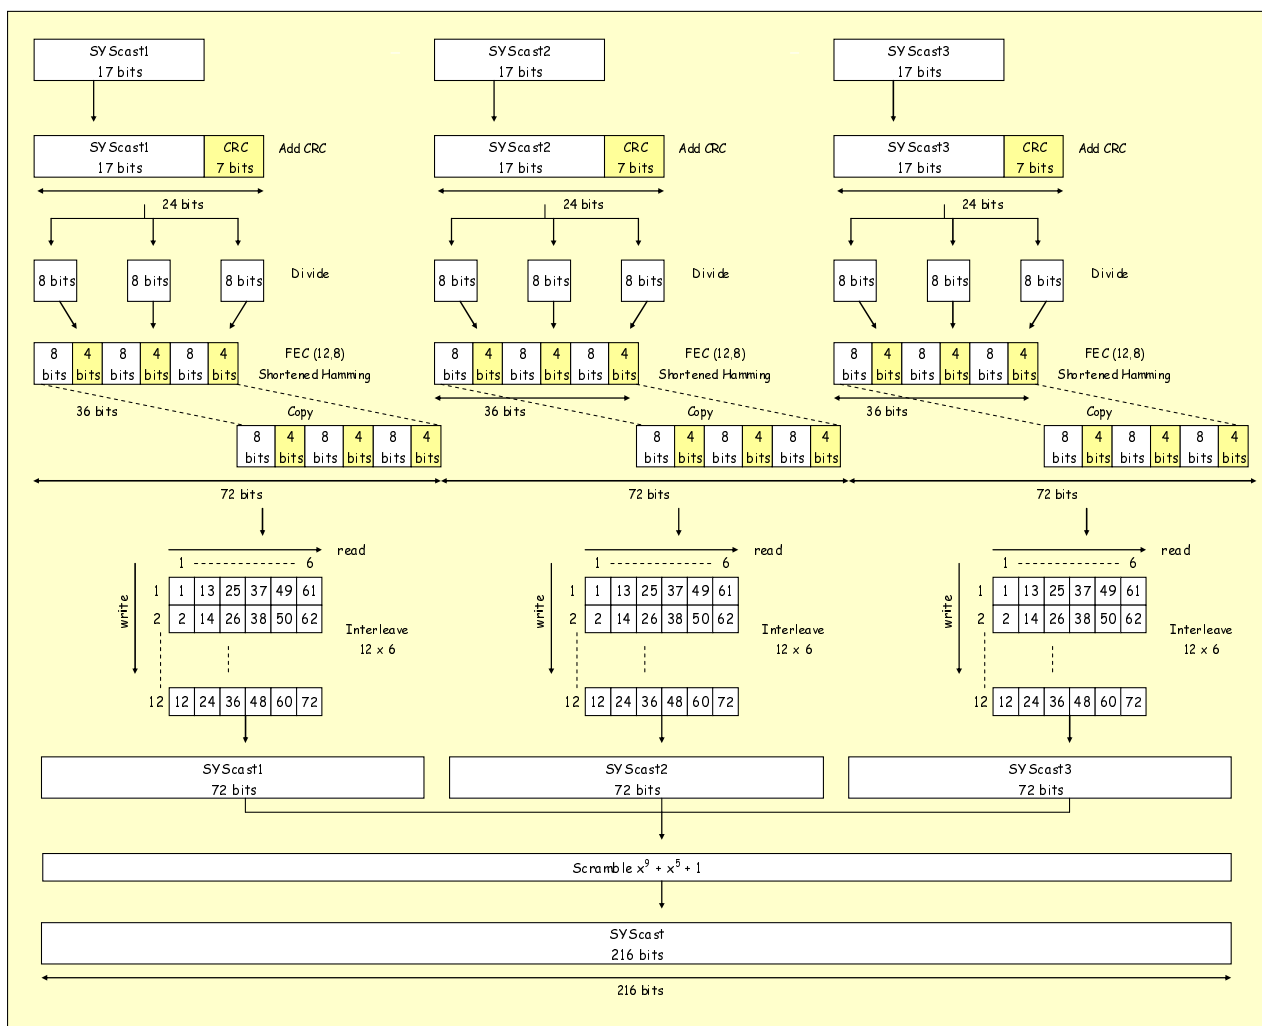 SYScast1 SYScast2 SYScast3
17 bits 17 bits 17 bits
SYScast1 CRC Add CRC SYScast2 CRC Add CRC SYScast3 CRC Add CRC
17 bits 7 bits 17 bits 7 bits 17 bits 7 bits
24 bits 24 bits 24 bits
8 bits 8 bits 8 bits Divide 8 bits 8 bits 8 bits Divide 8 bits 8 bits 8 bits Divide
8 4 8 4 8 4 FEC (12,8) 8 4 8 4 8 4 FEC (12,8) 8 4 8 4 8 4 FEC (12,8)
bits bits bits bits bits bits Shortened Hamming bits bits bits bits bits bits Shortened Hamming bits bits bits bits bits bits Shortened Hamming
36 bits Copy 36 bits Copy 36 bits Copy
8 4 8 4 8 4 8 4 8 4 8 4 8 4 8 4 8 4
bits bits bits bits bits bits bits bits bits bits bits bits bits bits bits bits bits bits
72 bits 72 bits 72 bits
read read read
1 6 1 6 1 6
write write write
1 1 13 25 37 49 61 1 1 13 25 37 49 61 1 1 13 25 37 49 61
2 2 14 26 38 50 62 2 2 14 26 38 50 62 2 2 14 26 38 50 62
Interleave Interleave Interleave
12 x 6 12 x 6 12 x 6
12 12 24 36 48 60 72 12 12 24 36 48 60 72 12 12 24 36 48 60 72
SYScast1 SYScast2 SYScast3
72 bits 72 bits 72 bits
Scramble x⁹ + x⁵ + 1
SYScast
216 bits
216 bits